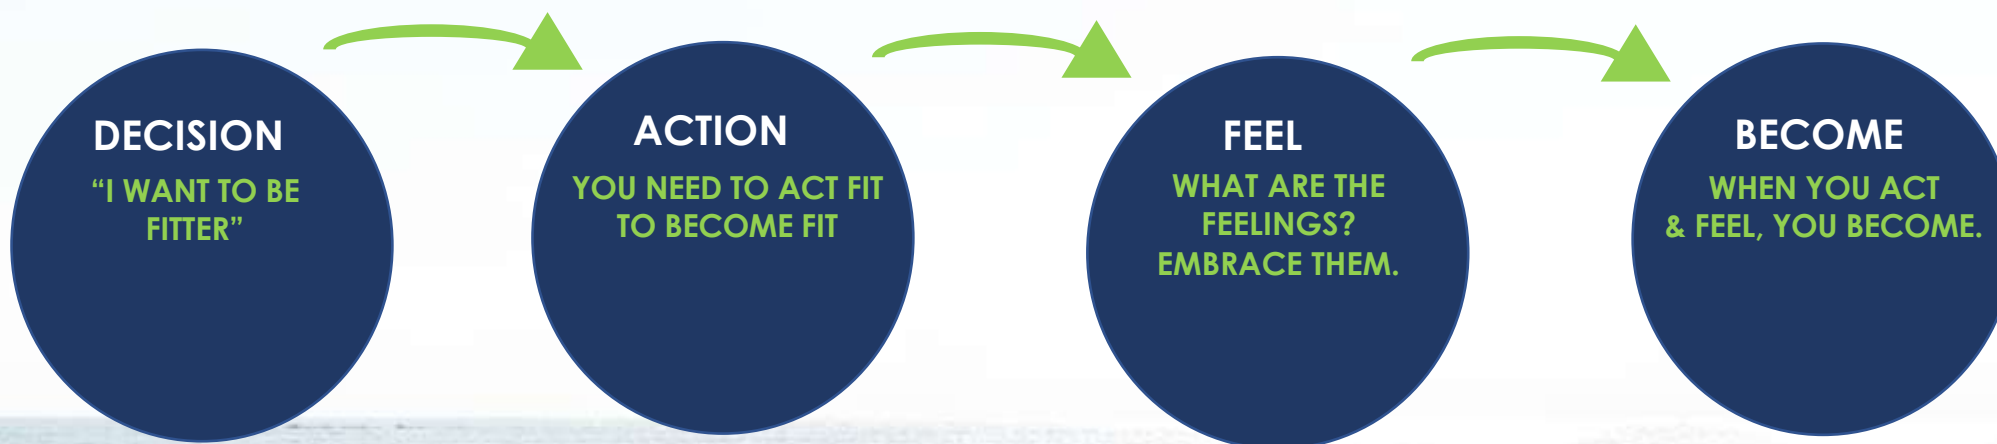 DECISION
“I WANT TO BE
FITTER”
ACTION
YOU NEED TO ACT FIT
TO BECOME FIT
FEEL
WHAT ARE THE
FEELINGS?
EMBRACE THEM.
BECOME
WHEN YOU ACT
& FEEL, YOU BECOME.